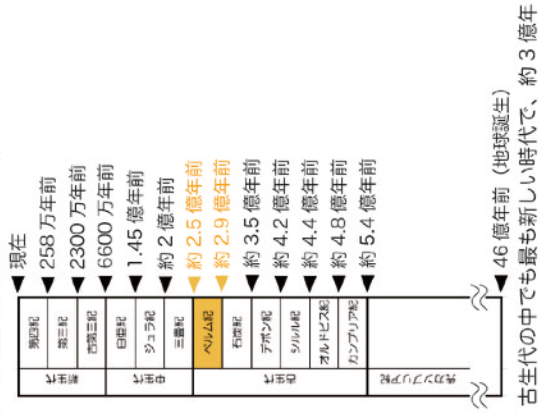 現在
258 万年前
2300 万年前
6600 万年前
1.45 億年前
約 2 億年前
約 2.5 億年前
約 2.9 億年前
約 3.5 億年前
約 4.2 億年前
約 4.4 億年前
約 4.8 億年前
約 5.4 億年前
46 億年前（地球誕生）
第四紀
第三紀
古第三紀
白亜紀
ジュラ紀
三畳紀
ペルム紀
石炭紀
デボン紀
シルル紀
オルドビス紀
カンブリア紀
新生代
中生代
古生代
先カンブリア紀
古生代の中でも最も新しい時代で、約 3 億年